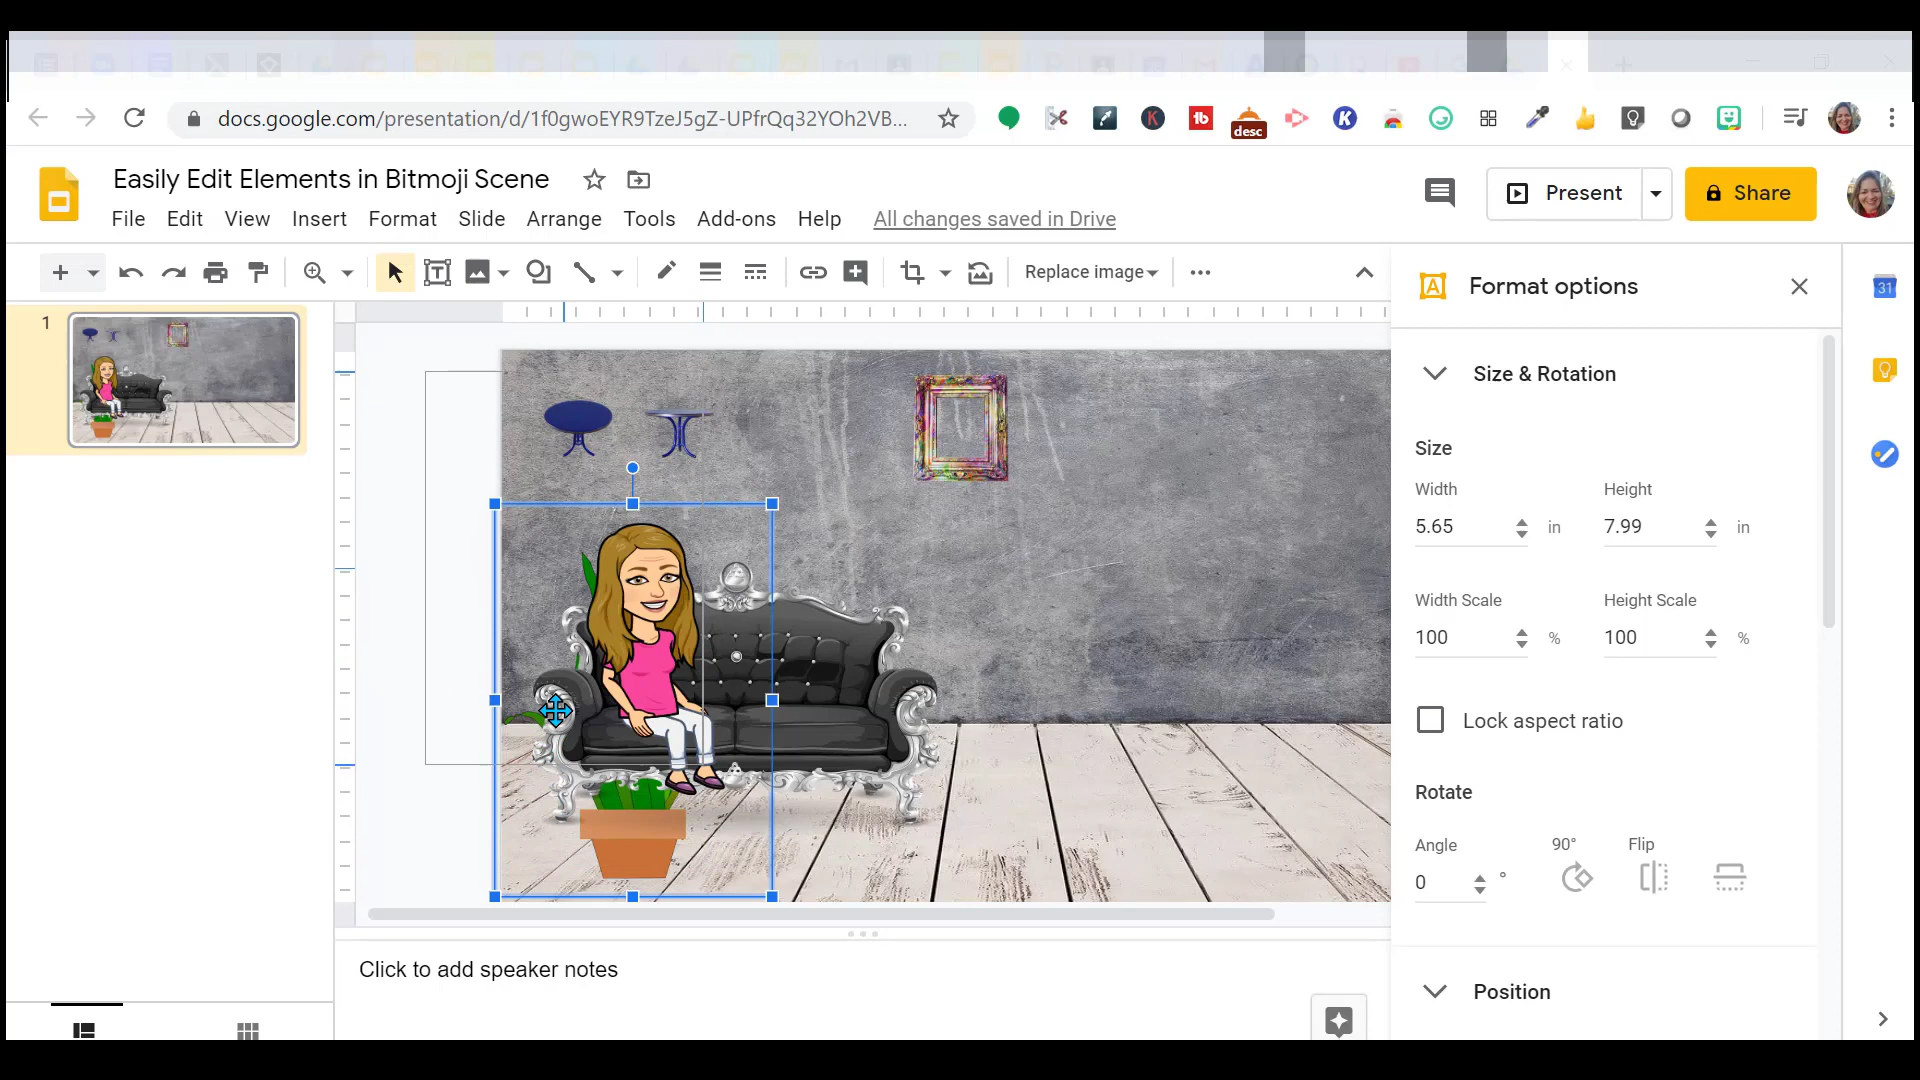 docs.google.com/presentation/d/1f0gwoEYR9TzeJ5gZ-UPfrQq32YOh2VB...
K
tb
desc
K
Easily Edit Elements in Bitmoji Scene
Present
Share
File Edit View Insert Format Slide Arrange Tools Add-ons Help All changes saved in Drive
Replace image
Format options
31
1
Size & Rotation
Size
Width Height
5.65 in 7.99 in
Width Scale Height Scale
100 % 100 %
Lock aspect ratio
Rotate
Angle 90° Flip
0 °
Click to add speaker notes
Position